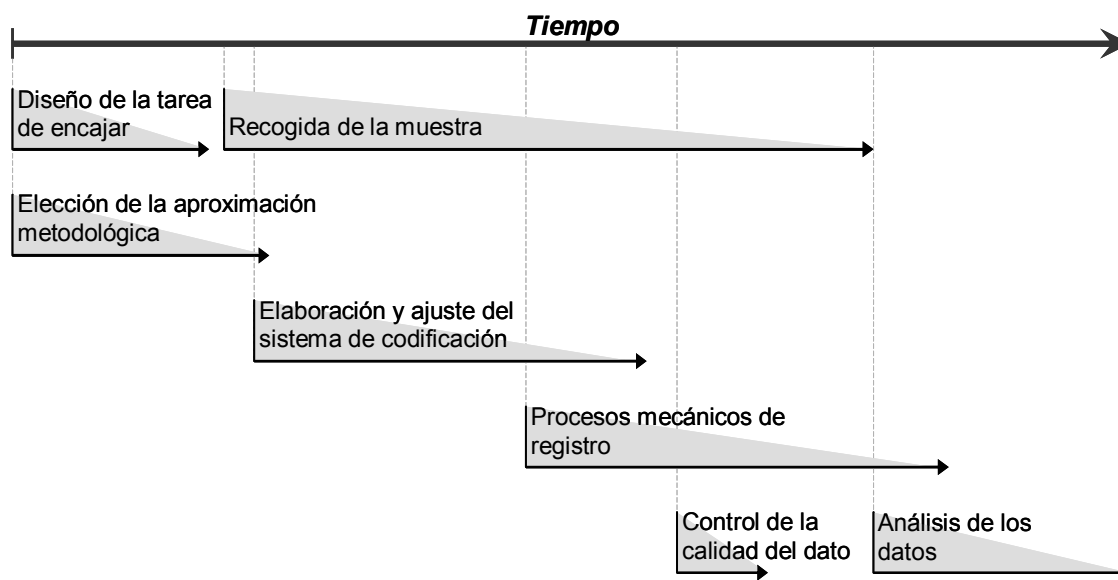 Tiempo
Diseño de la tarea
de encajar
Recogida de la muestra
Elección de la aproximación
metodológica
Elaboración y ajuste del
sistema de codificación
Procesos mecánicos de
registro
Control de la
calidad del dato
Análisis de los
datos